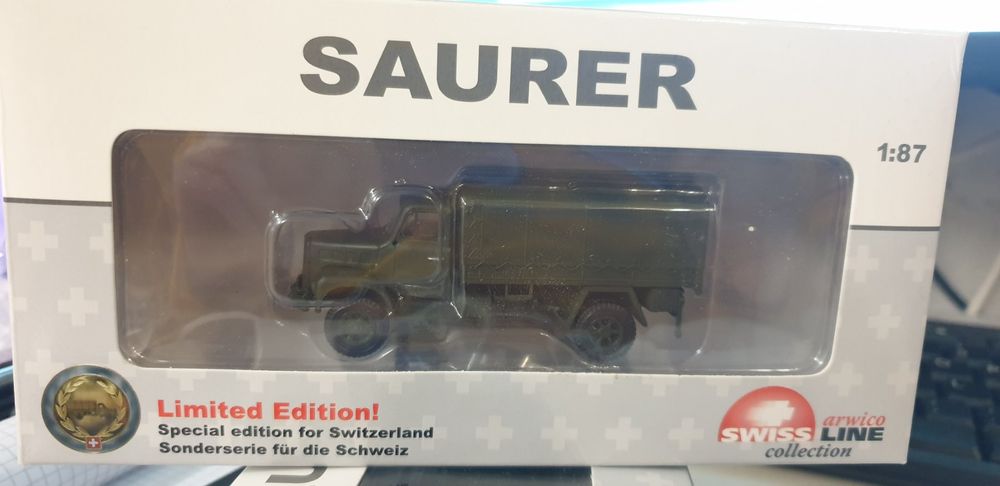 SAURER
1:87
Limited Edition!
Special edition for Switzerland
Sonderserie für die Schweiz
arwico
SWISS LINE
collection